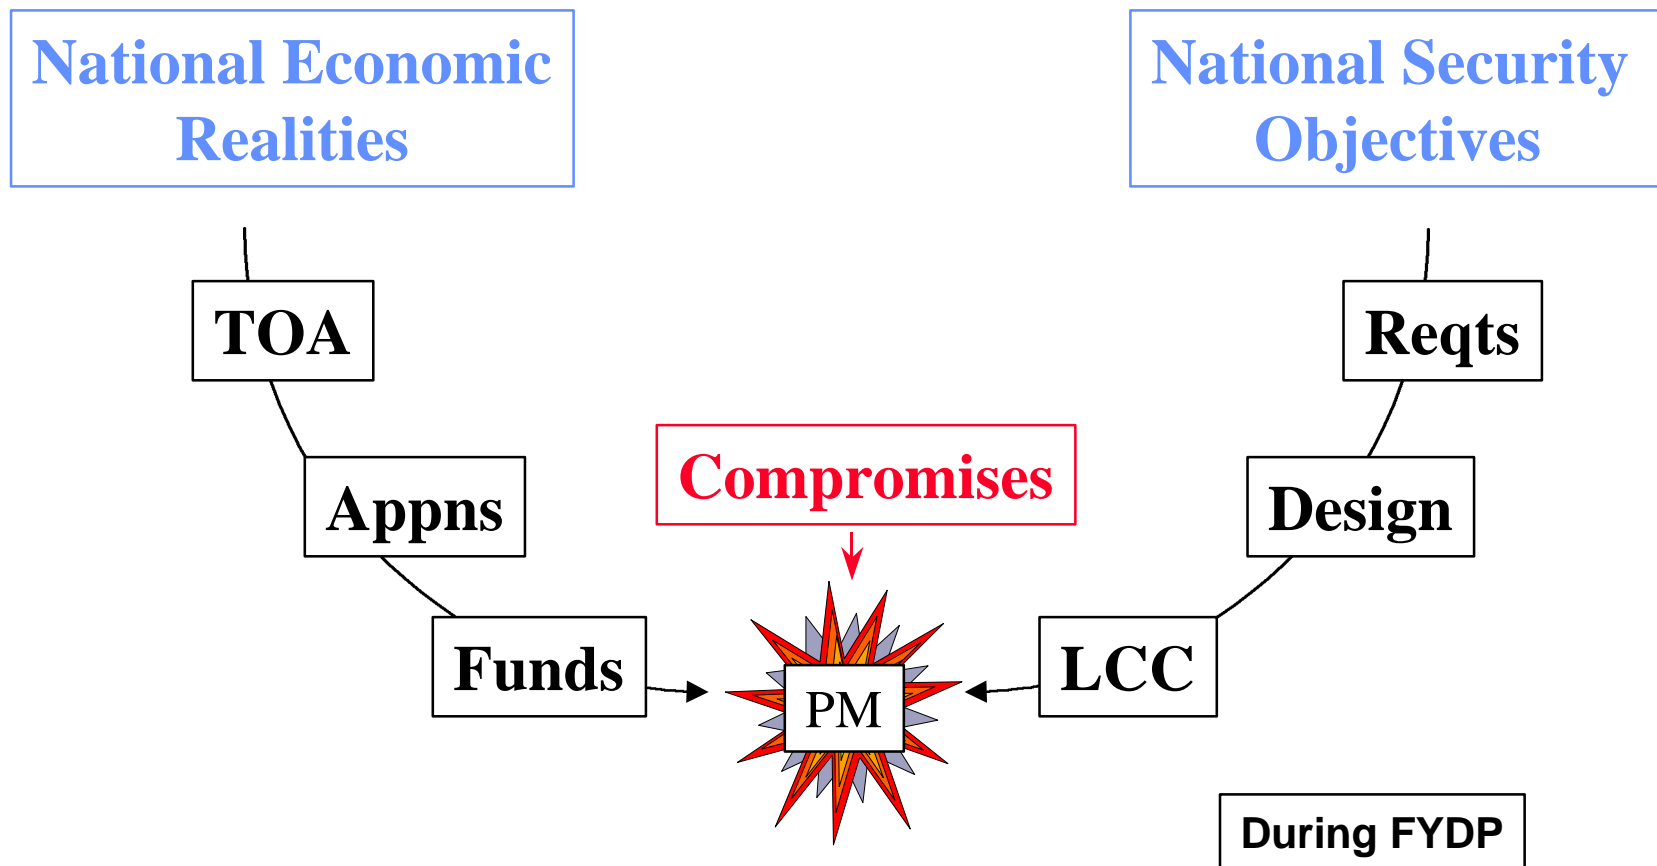 National Economic
Realities
National Security
Objectives
TOA
Reqts
Appns
Compromises
Design
Funds
PM
LCC
During FYDP